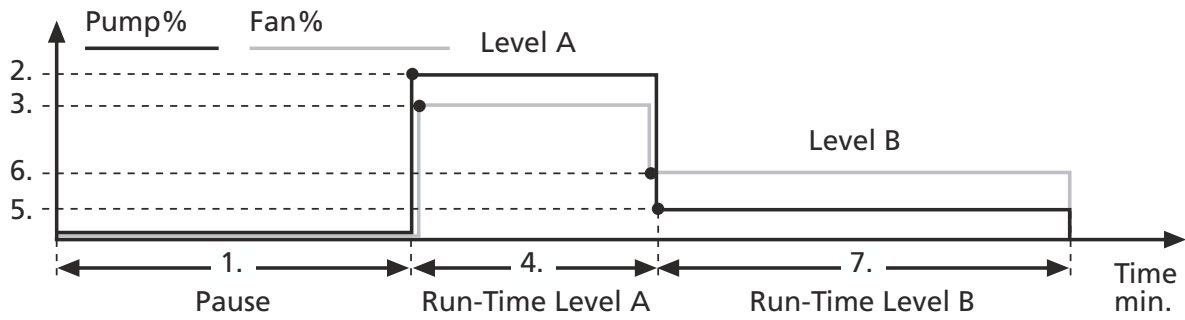 Pump% Fan%
Level A
2.
3.
Level B
6.
5.
1. 4. 7.
Pause Run-Time Level A Run-Time Level B
Time
min.